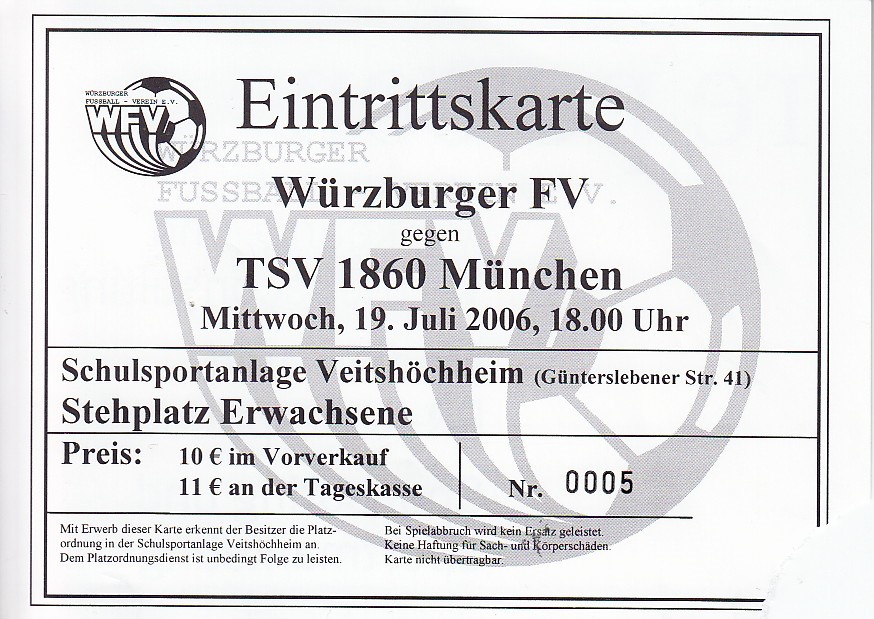 WÜRZBURGER
FUSSBALL - VEREIN E.V.
WFV
Eintrittskarte
WÜRZBURGER
FUSSBALL - VEREIN E.V.
WFV
Würzburger FV
gegen
TSV 1860 München
Mittwoch, 19. Juli 2006, 18.00 Uhr
Schulsportanlage Veitshöchheim (Günterslebener Str. 41)
Stehplatz Erwachsene
Preis: 10 € im Vorverkauf
11 € an der Tageskasse
Nr. 0005
Mit Erwerb dieser Karte erkennt der Besitzer die Platz-
ordnung in der Schulsportanlage Veitshöchheim an.
Dem Platzordnungsdienst ist unbedingt Folge zu leisten.
Bei Spielabbruch wird kein Ersatz geleistet.
Keine Haftung für Sach- und Körperschäden.
Karte nicht übertragbar.